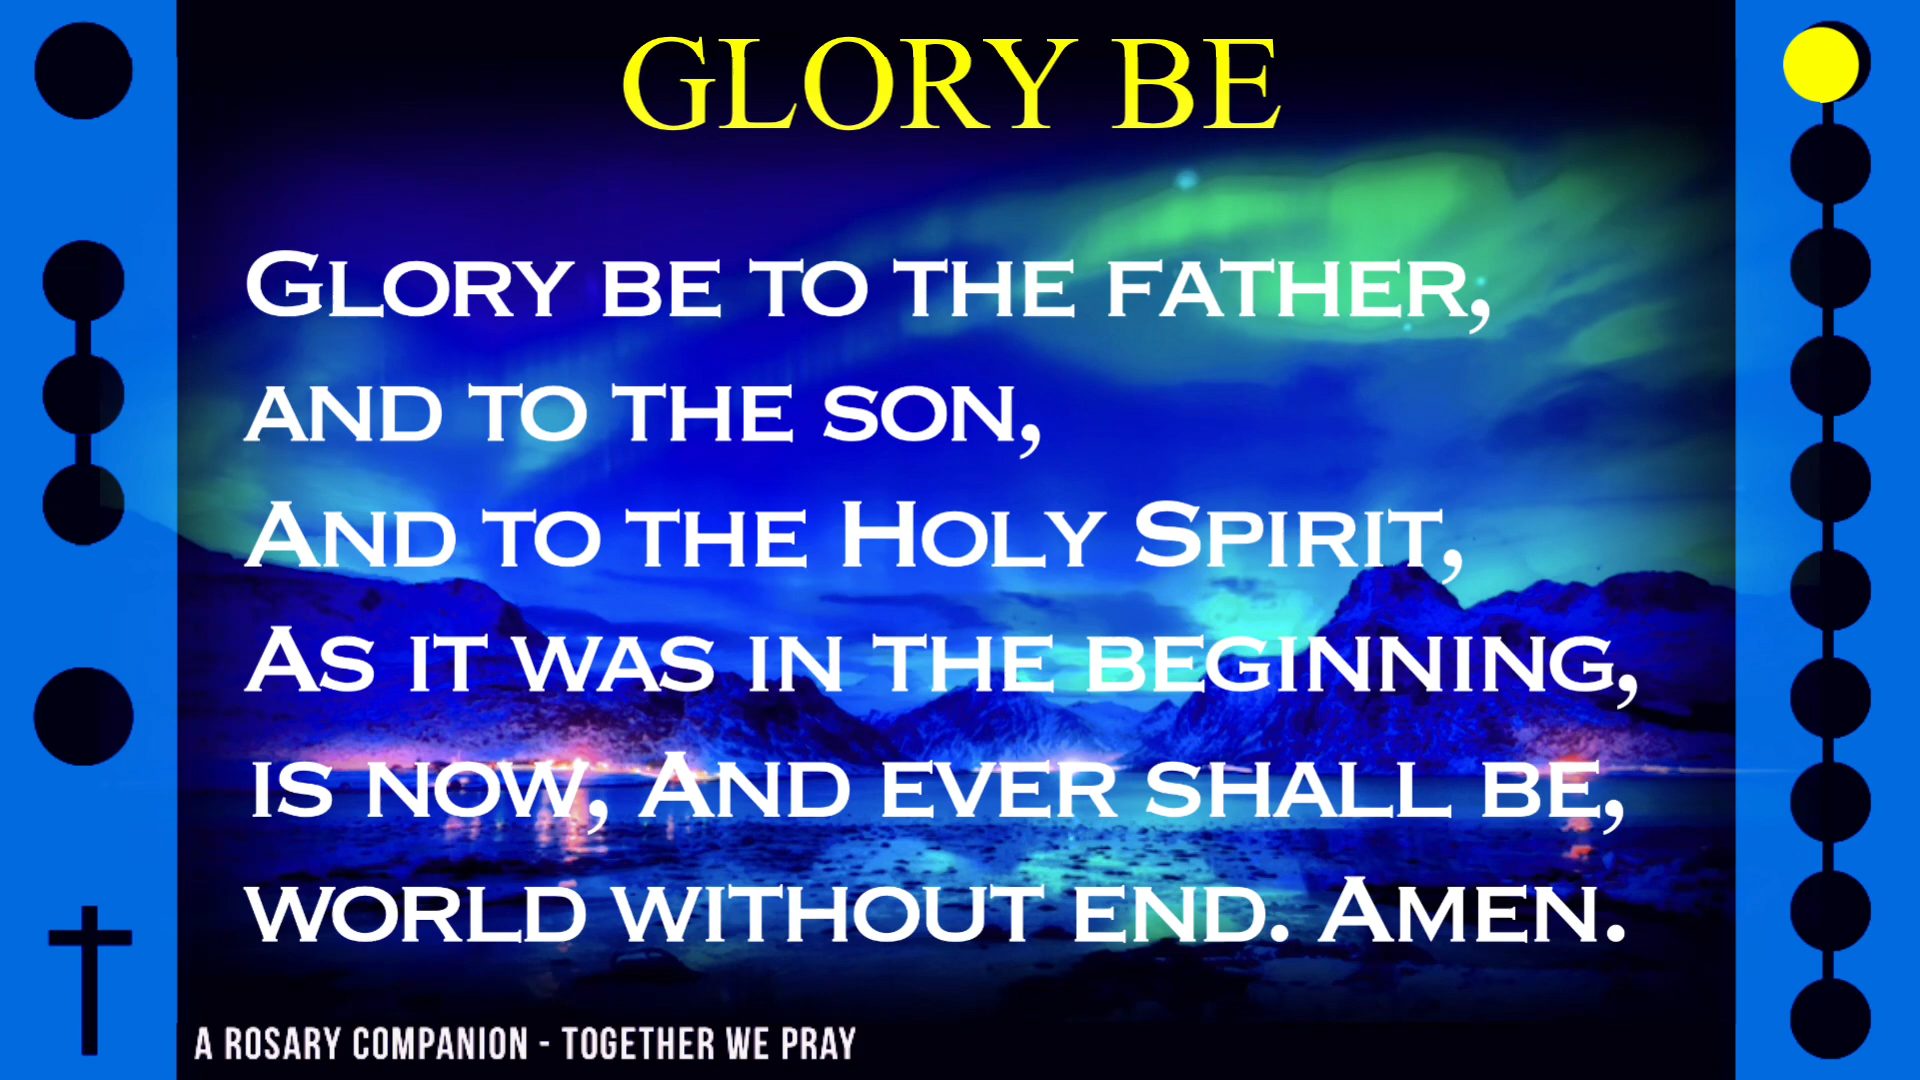 GLORY BE
GLORY BE TO THE FATHER,
AND TO THE SON,
AND TO THE HOLY SPIRIT,
AS IT WAS IN THE BEGINNING,
IS NOW, AND EVER SHALL BE,
WORLD WITHOUT END. AMEN.
A ROSARY COMPANION - TOGETHER WE PRAY